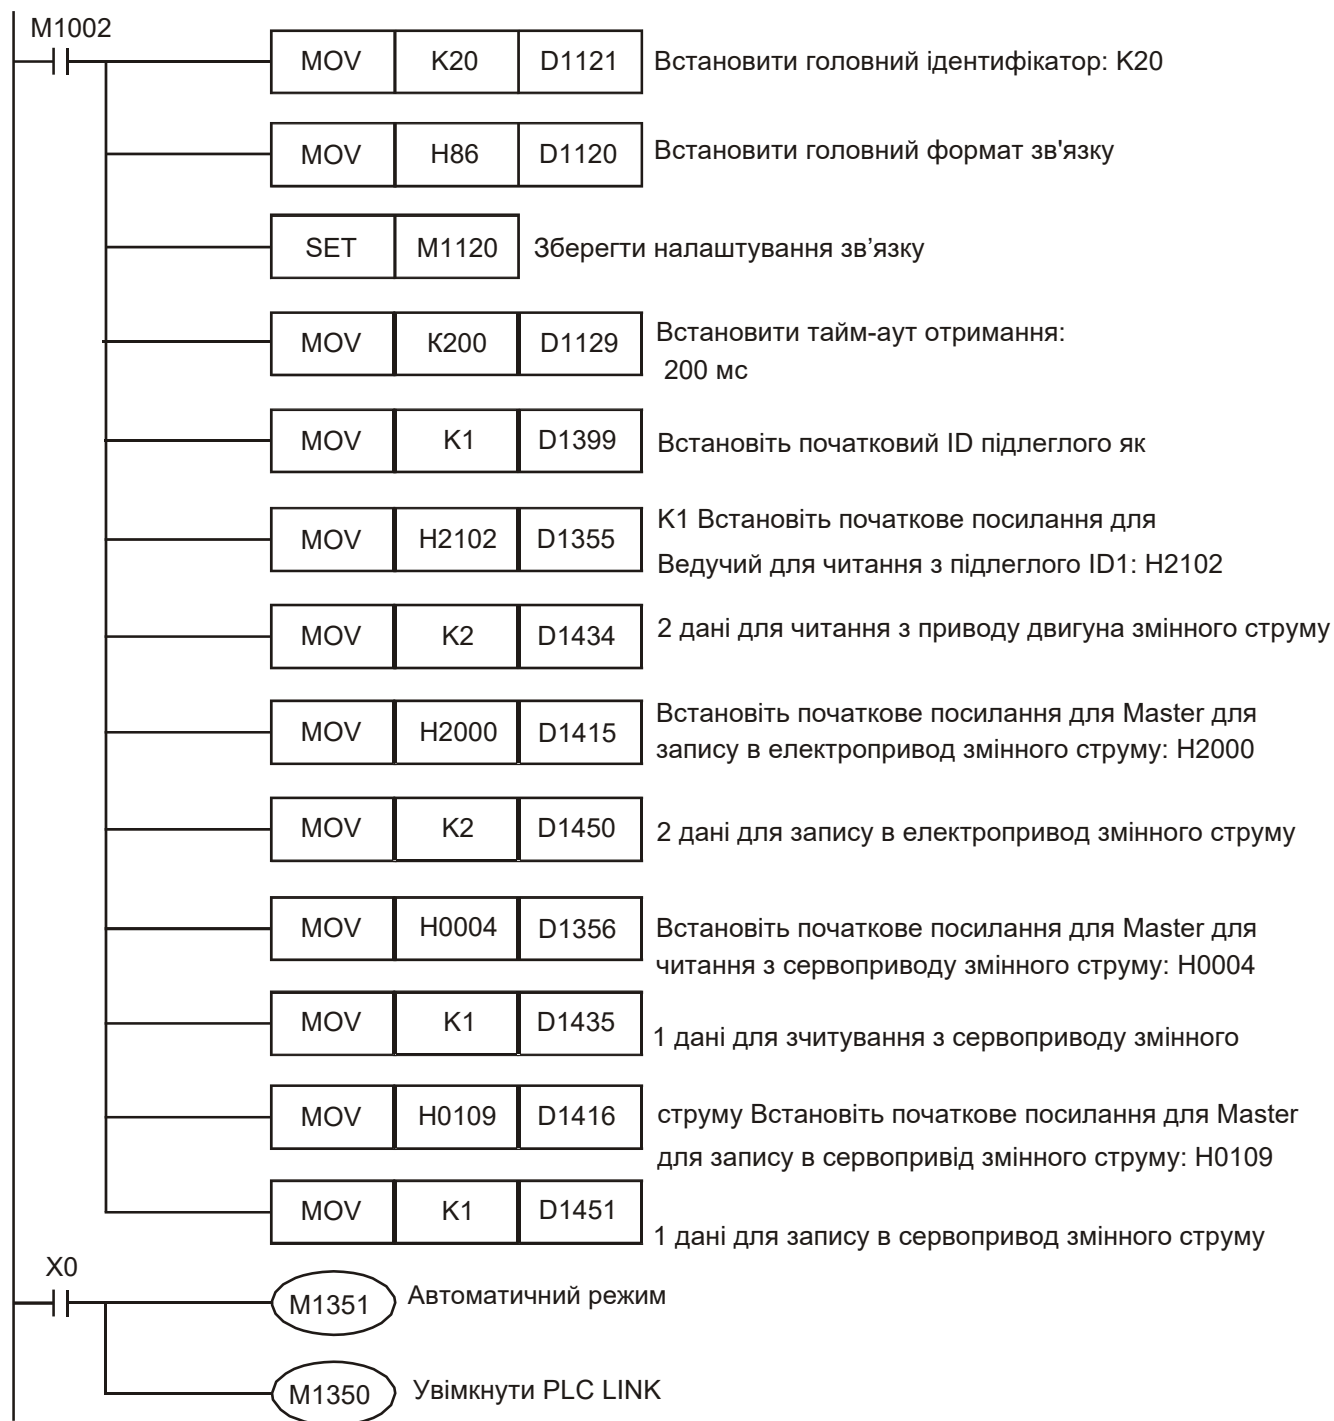 M1002
MOV K20 D1121 Встановити головний ідентифікатор: K20
MOV H86 D1120 Встановити головний формат зв'язку
SET M1120 Зберегти налаштування зв’язку
MOV K200 D1129 Встановити тайм-аут отримання:
200 мс
MOV K1 D1399 Встановіть початковий ID підлеглого як
MOV H2102 D1355 K1 Встановіть початкове посилання для
Ведучий для читання з підлеглого ID1: H2102
MOV K2 D1434 2 дані для читання з приводу двигуна змінного струму
MOV H2000 D1415 Встановіть початкове посилання для Master для
запису в електропривод змінного струму: H2000
MOV K2 D1450 2 дані для запису в електропривод змінного струму
MOV H0004 D1356 Встановіть початкове посилання для Master для
читання з сервоприводу змінного струму: H0004
MOV K1 D1435 1 дані для зчитування з сервоприводу змінного
MOV H0109 D1416 струму Встановіть початкове посилання для Master
для запису в сервопривід змінного струму: H0109
MOV K1 D1451 1 дані для запису в сервопривод змінного струму
X0
M1351 Автоматичний режим
M1350 Увімкнути PLC LINK